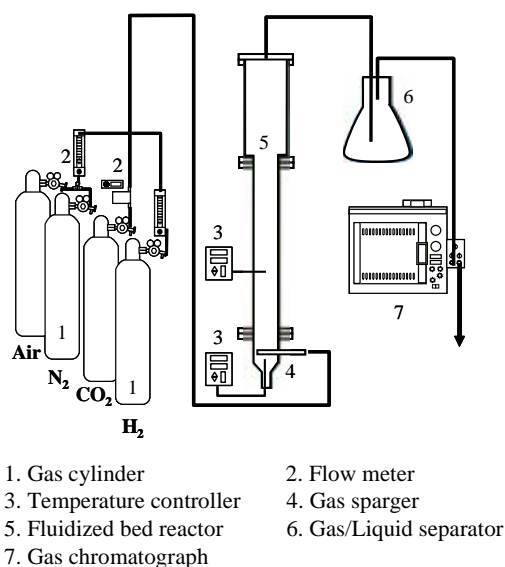 6
5
2
2
3
1
3
7
Air
1
4
N₂
CO₂
H₂
1. Gas cylinder 2. Flow meter
3. Temperature controller 4. Gas sparger
5. Fluidized bed reactor 6. Gas/Liquid separator
7. Gas chromatograph